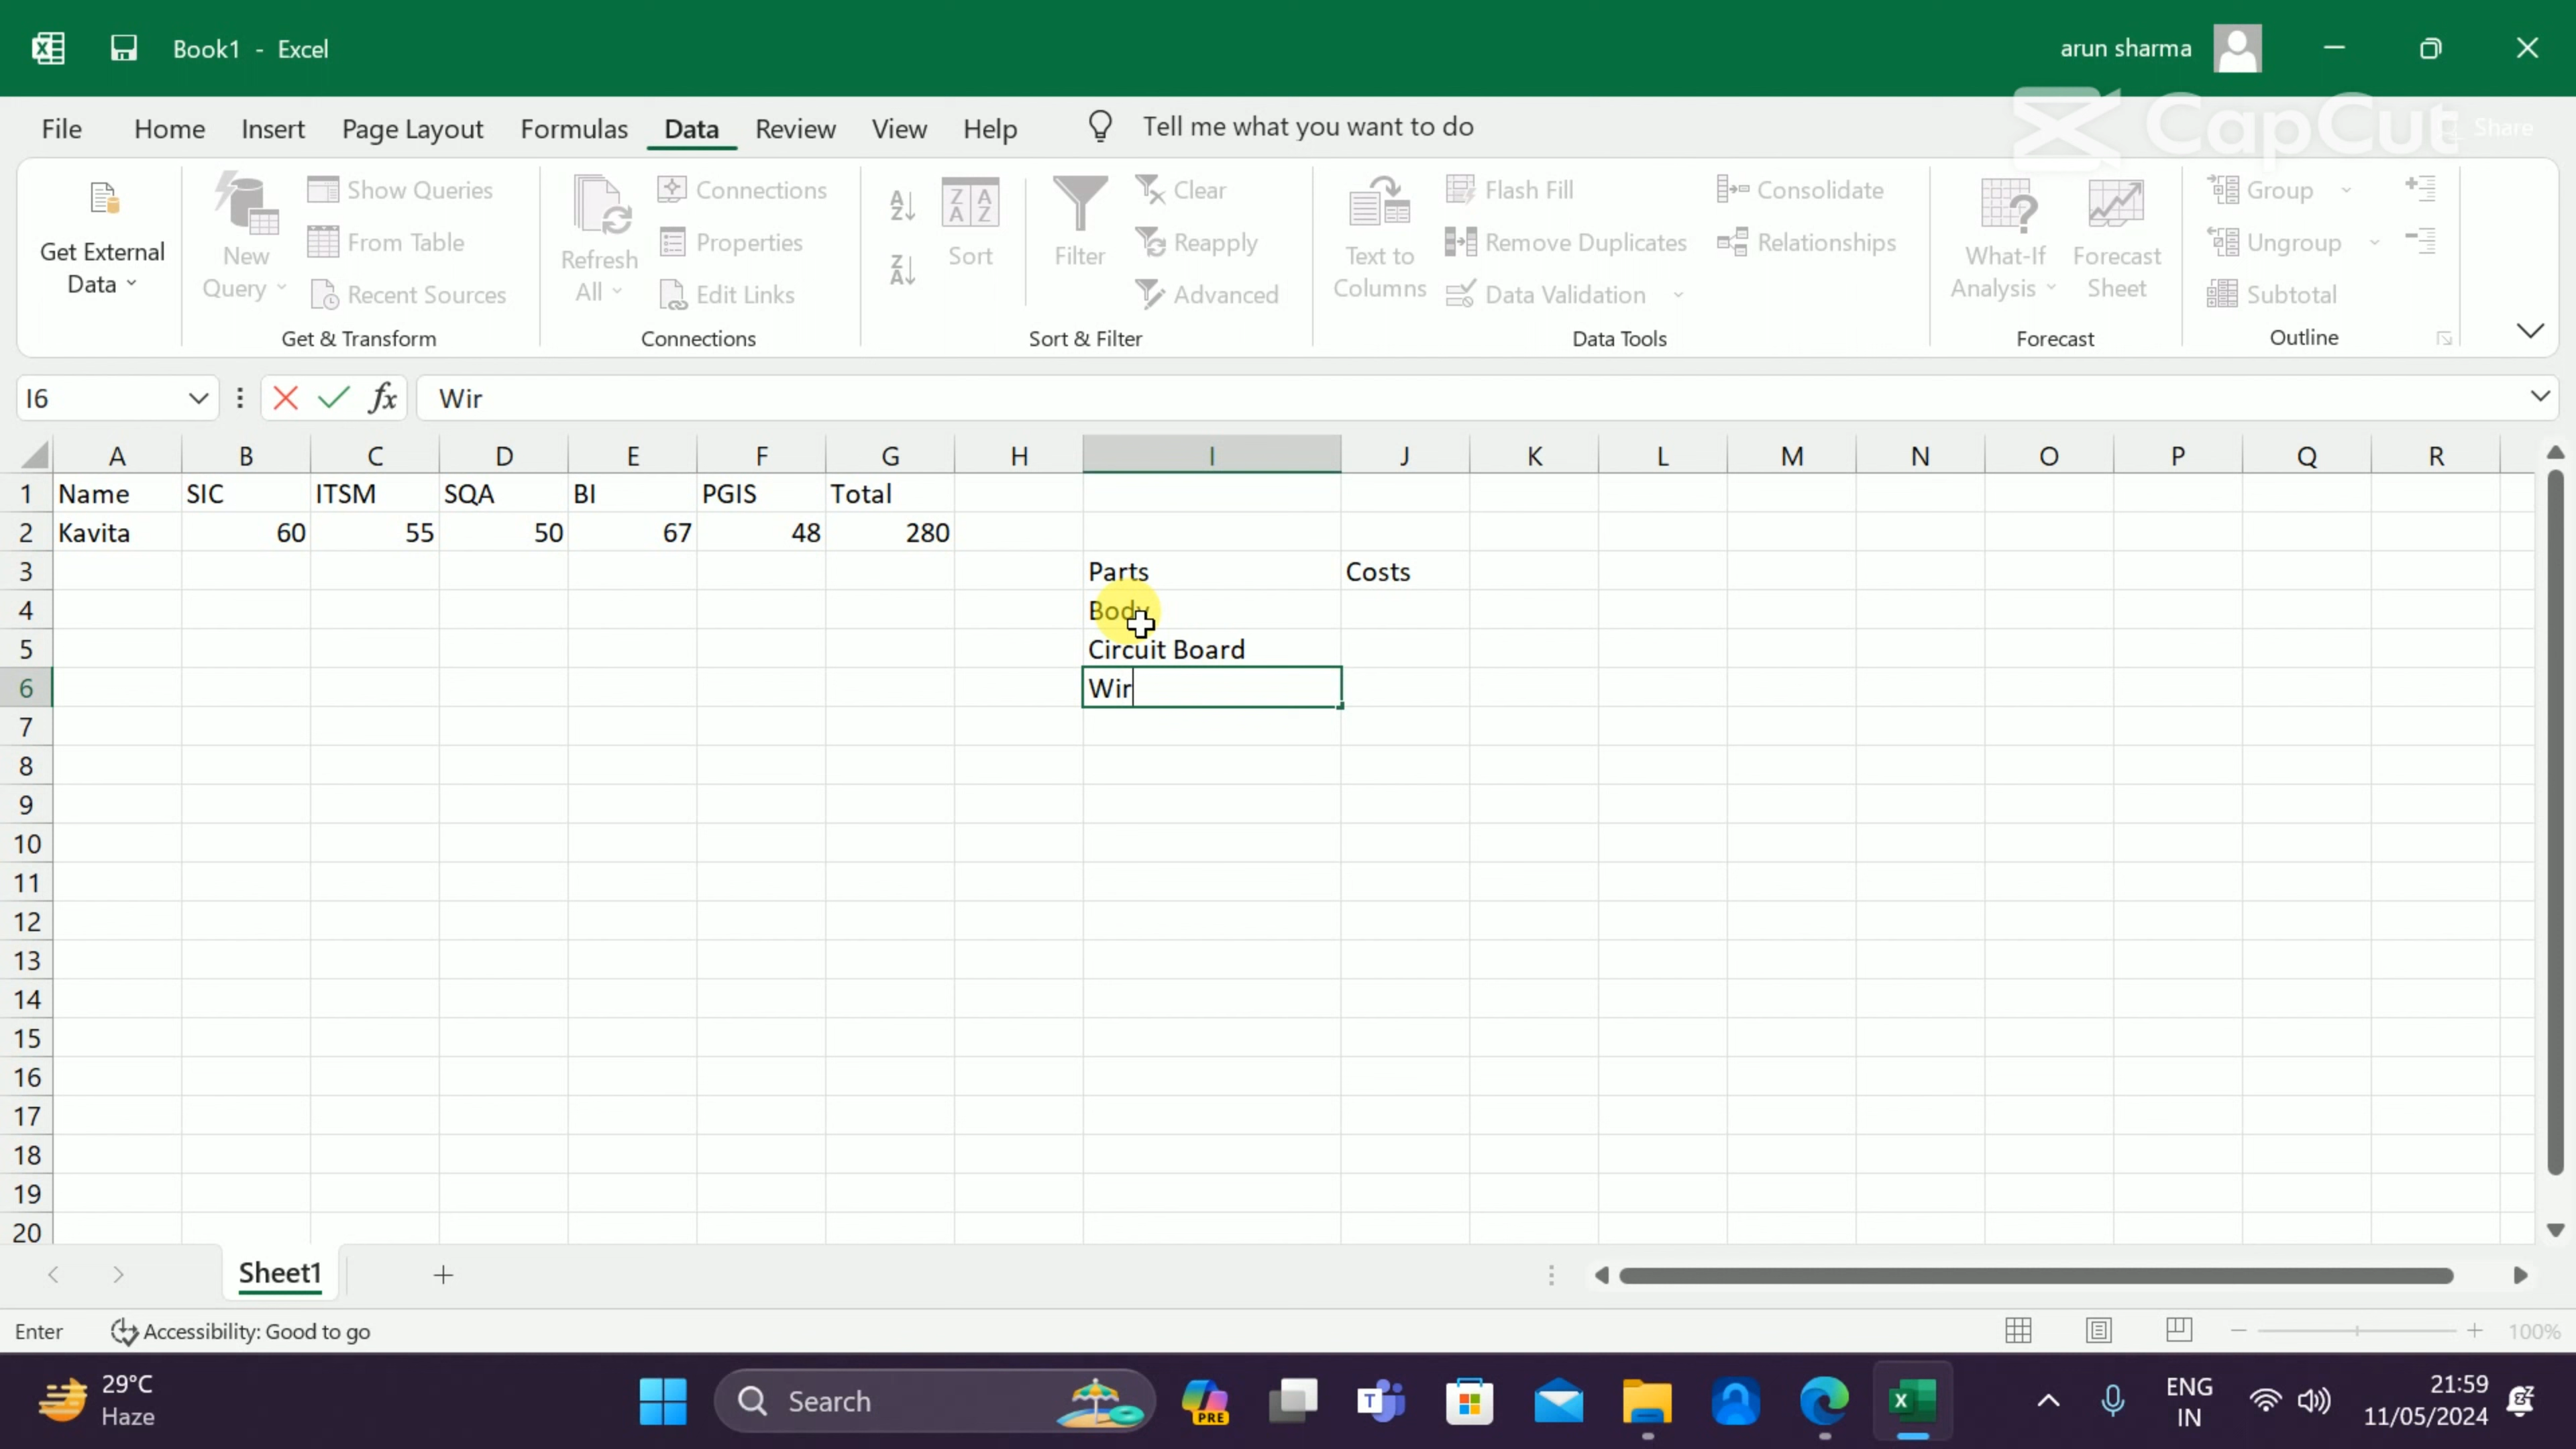 Book1 - Excel
arun sharma
File Home Insert Page Layout Formulas Data Review View Help Tell me what you want to do Share
CapCut
Get External Data
New Query
Show Queries
From Table
Recent Sources
Get & Transform
Refresh All
Connections
Properties
Edit Links
Connections
Sort
Filter
Clear
Reapply
Advanced
Sort & Filter
Text to Columns
Flash Fill
Remove Duplicates
Data Validation
Consolidate
Relationships
Data Tools
What-If Analysis
Forecast Sheet
Forecast
Group
Ungroup
Subtotal
Outline
I6 fx Wir
A B C D E F G H I J K L M N O P Q R
1 Name SIC ITSM SQA BI PGIS Total
2 Kavita 60 55 50 67 48 280
3 Parts Costs
4 Body
5 Circuit Board
6 Wir
7
8
9
10
11
12
13
14
15
16
17
18
19
20
Sheet1
Enter Accessibility: Good to go 100%
29°C
Haze
Search
PRE
ENG
IN
21:59
11/05/2024